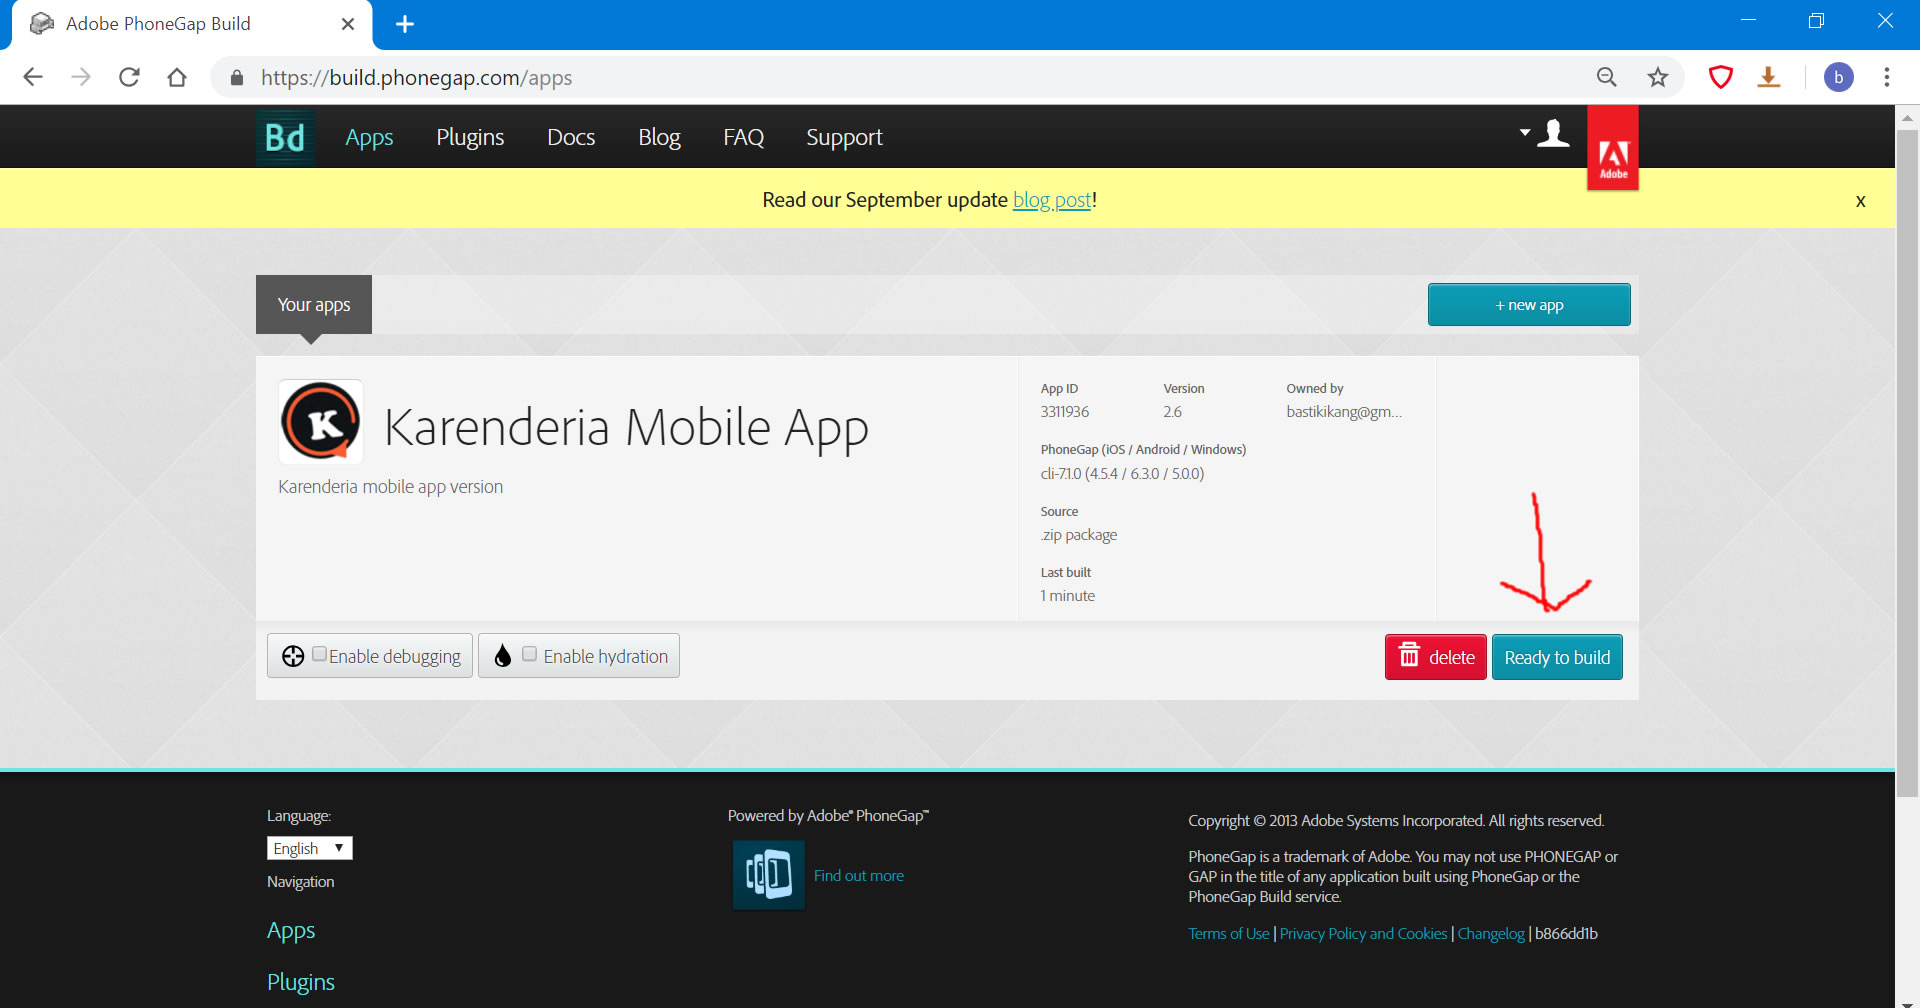 Adobe PhoneGap Build
https://build.phonegap.com/apps
b
Bd
Apps
Plugins
Docs
Blog
FAQ
Support
Adobe
Read our September update blog post!
x
Your apps
+ new app
K
Karenderia Mobile App
Karenderia mobile app version
App ID
Version
Owned by
3311936
2.6
bastikikang@gm...
PhoneGap (iOS / Android / Windows)
cli-7.1.0 (4.5.4 / 6.3.0 / 5.0.0)
Source
.zip package
Last built
1 minute
Enable debugging
Enable hydration
delete
Ready to build
Language:
English
Navigation
Apps
Plugins
Powered by Adobe® PhoneGap™
Find out more
Copyright © 2013 Adobe Systems Incorporated. All rights reserved.
PhoneGap is a trademark of Adobe. You may not use PHONEGAP or
GAP in the title of any application built using PhoneGap or the
PhoneGap Build service.
Terms of Use | Privacy Policy and Cookies | Changelog | b866dd1b